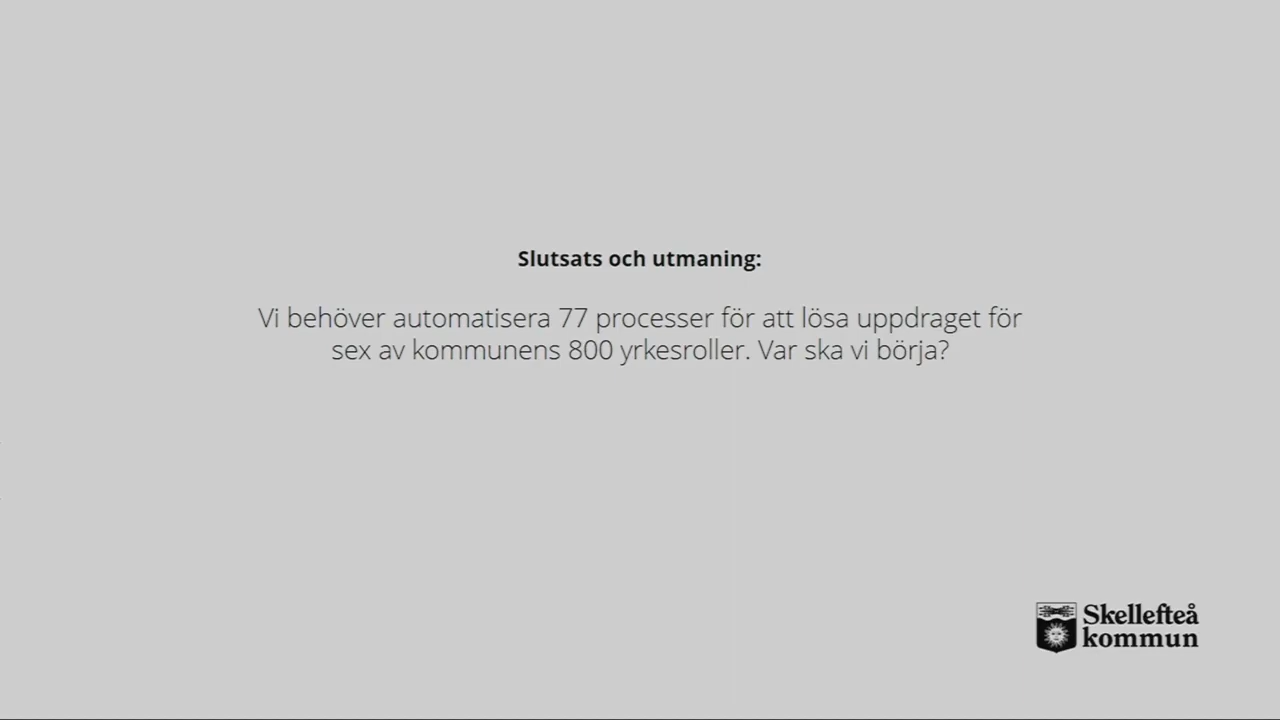 Slutsats och utmaning:
Vi behöver automatisera 77 processer för att lösa uppdraget för
sex av kommunens 800 yrkesroller. Var ska vi börja?
Skellefteå
kommun